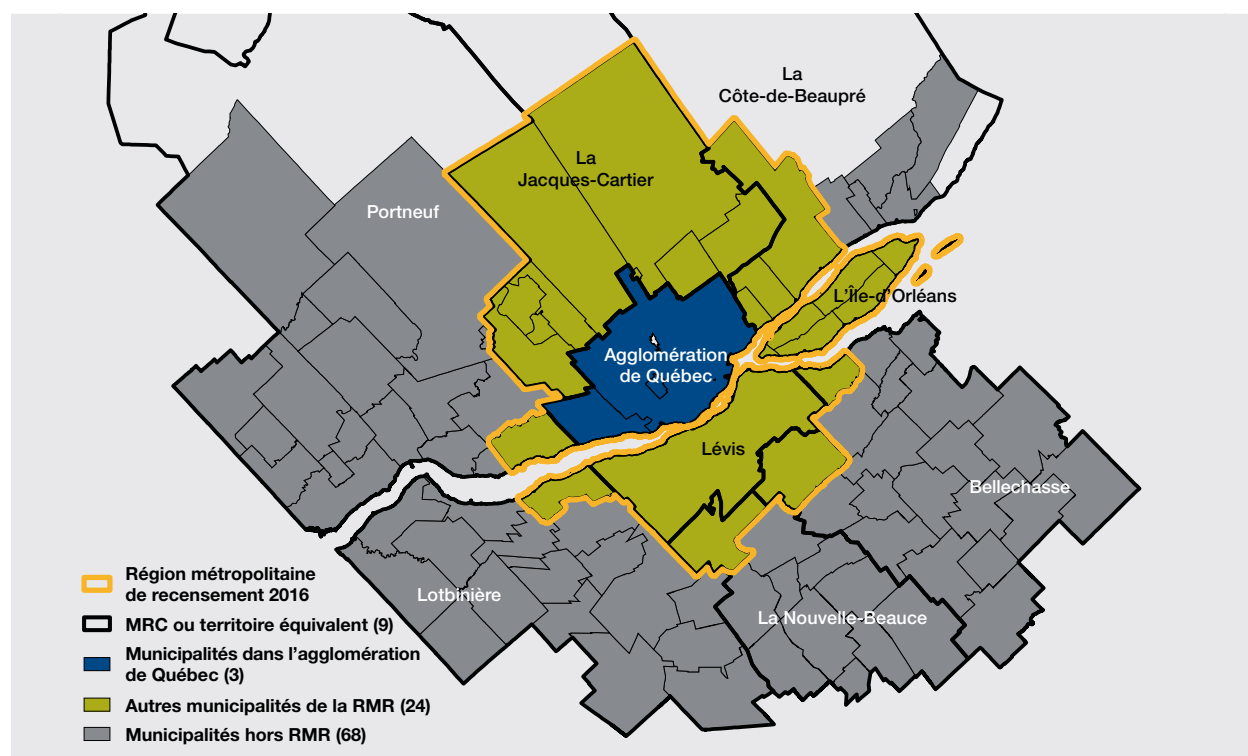 La
Côte-de-Beaupré
La
Jacques-Cartier
Portneuf
L'Île-d'Orléans
Agglomération
de Québec
Lévis
Bellechasse
Lotbinière
La Nouvelle-Beauce
Région métropolitaine
de recensement 2016
MRC ou territoire équivalent (9)
Municipalités dans l'agglomération
de Québec (3)
Autres municipalités de la RMR (24)
Municipalités hors RMR (68)